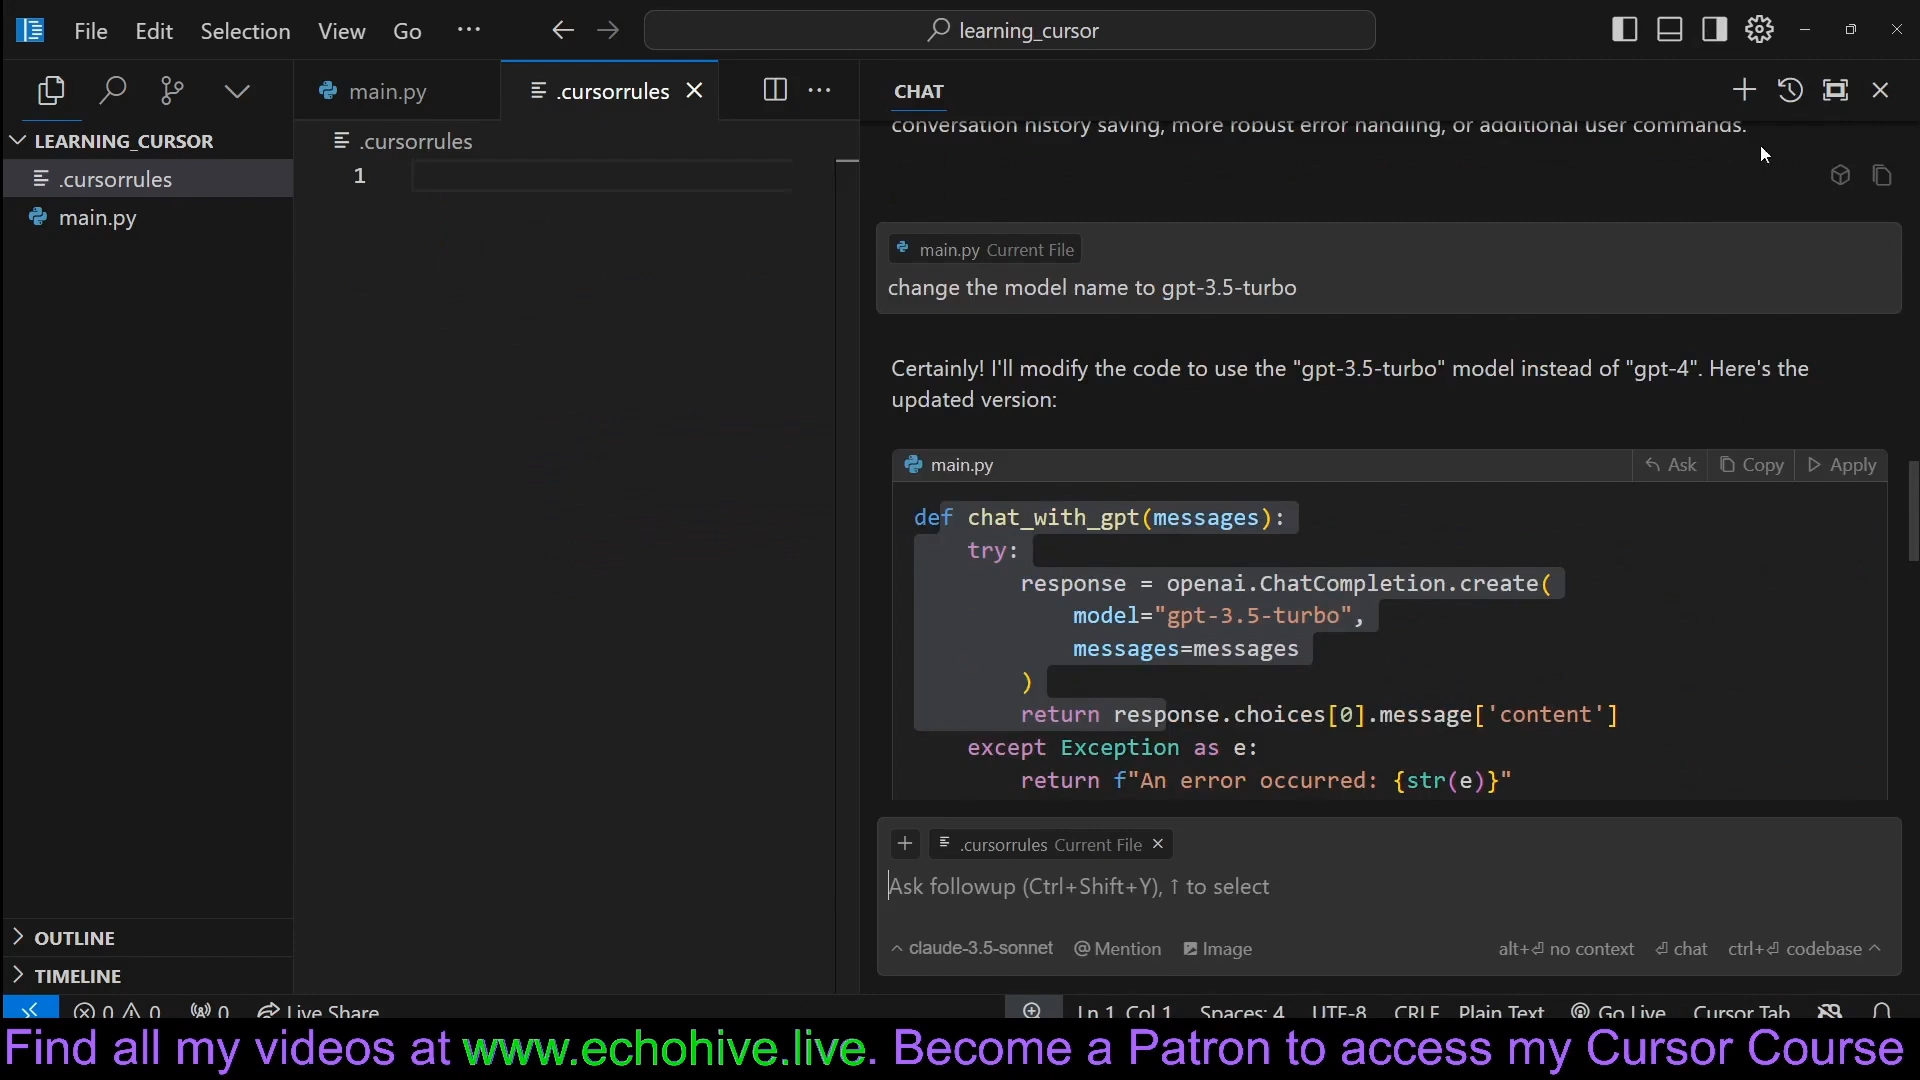 File Edit Selection View Go ··· learning_cursor
main.py .cursorrules ··· CHAT
LEARNING_CURSOR
.cursorrules
main.py
.cursorrules
1
conversation history saving, more robust error handling, or additional user commands.
main.py Current File
change the model name to gpt-3.5-turbo
Certainly! I'll modify the code to use the "gpt-3.5-turbo" model instead of "gpt-4". Here's the
updated version:
main.py Ask Copy Apply
def chat_with_gpt(messages):
try:
response = openai.ChatCompletion.create(
model="gpt-3.5-turbo",
messages=messages
)
return response.choices[0].message['content']
except Exception as e:
return f"An error occurred: {str(e)}"
+ .cursorrules Current File
Ask followup (Ctrl+Shift+Y), ↑ to select
claude-3.5-sonnet @ Mention Image alt+⏎ no context ⏎ chat ctrl+⏎ codebase
OUTLINE
TIMELINE
0 0 0 Live Share Ln 1, Col 1 Spaces: 4 UTF-8 CRLF Plain Text Go Live Cursor Tab
Find all my videos at www.echohive.live. Become a Patron to access my Cursor Course